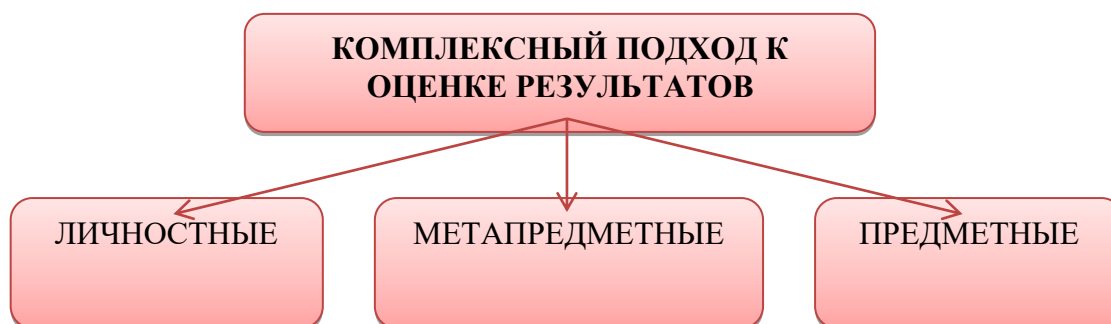 КОМПЛЕКСНЫЙ ПОДХОД К
ОЦЕНКЕ РЕЗУЛЬТАТОВ
ЛИЧНОСТНЫЕ
МЕТАПРЕДМЕТНЫЕ
ПРЕДМЕТНЫЕ